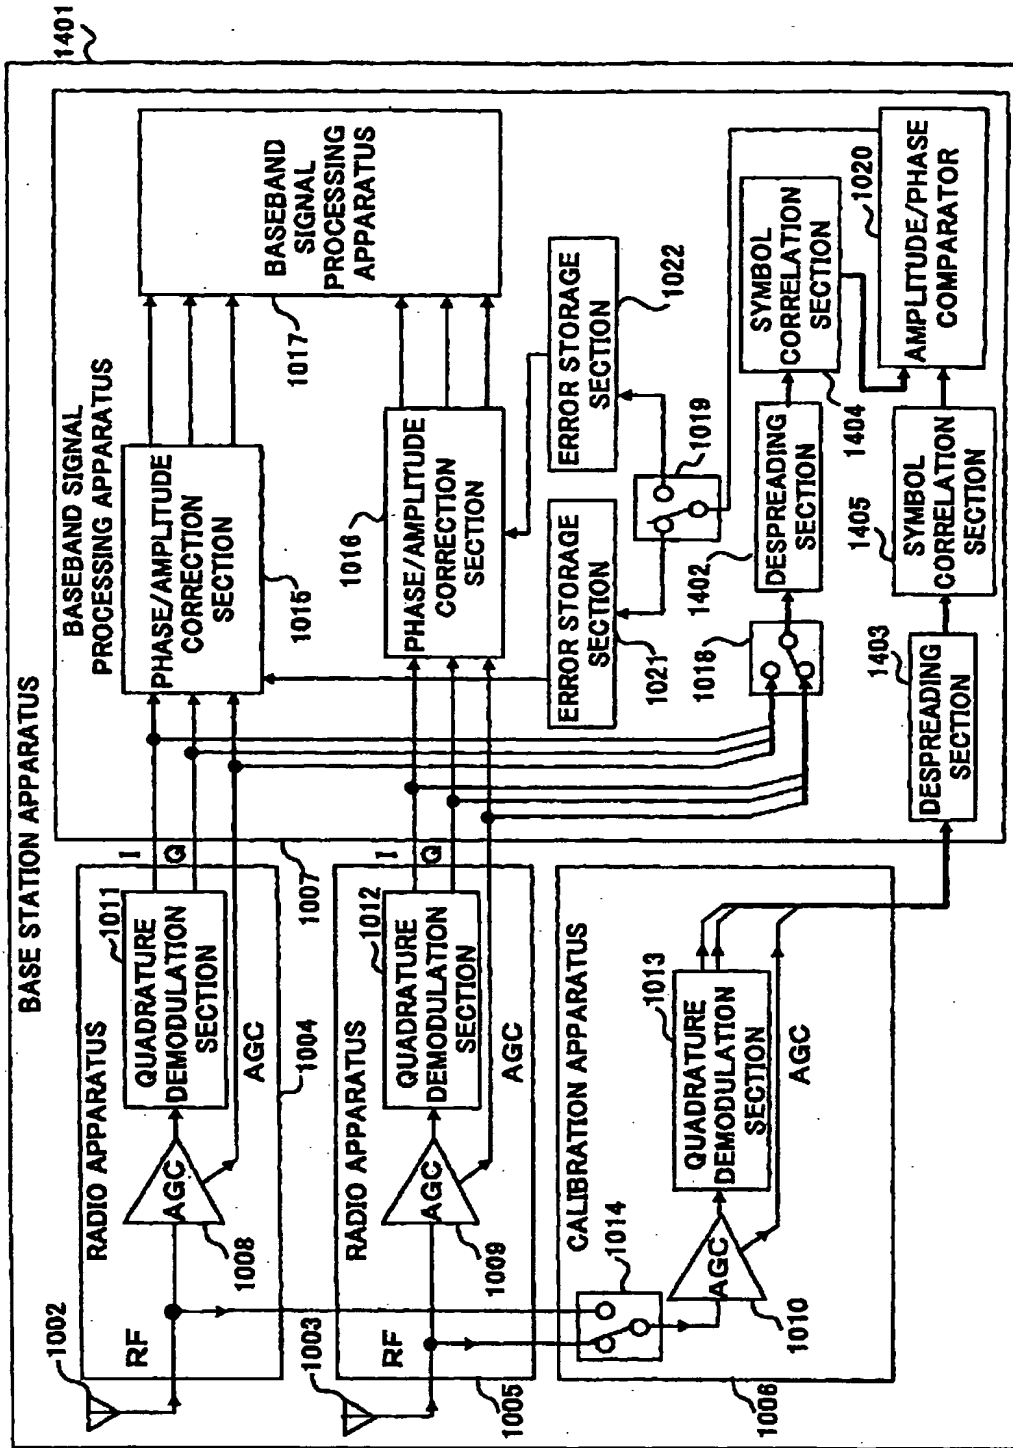 BASE STATION APPARATUS
1401
BASEBAND SIGNAL
PROCESSING APPARATUS
1002
RF
RADIO APPARATUS
AGC
1008
1011
QUADRATURE
DEMODULATION
SECTION
AGC
1004
I
Q
1007
PHASE/AMPLITUDE
CORRECTION
SECTION
1015
BASEBAND
SIGNAL
PROCESSING
APPARATUS
1017
1003
RF
RADIO APPARATUS
AGC
1009
1012
QUADRATURE
DEMODULATION
SECTION
AGC
1005
I
Q
1016
PHASE/AMPLITUDE
CORRECTION
SECTION
ERROR STORAGE
SECTION
1021
ERROR STORAGE
SECTION
1022
1019
1018
1402
DESPREADING
SECTION
SYMBOL
CORRELATION
SECTION
1404
1020
AMPLITUDE/PHASE
COMPARATOR
CALIBRATION APPARATUS
1014
AGC
1010
1013
QUADRATURE
DEMODULATION
SECTION
AGC
1006
1403
DESPREADING
SECTION
1405
SYMBOL
CORRELATION
SECTION